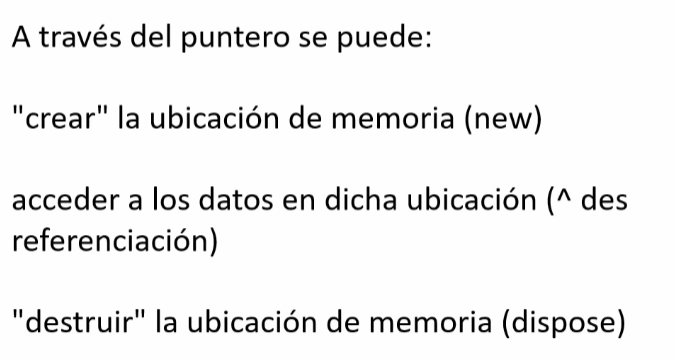 A través del puntero se puede:
"crear" la ubicación de memoria (new)
acceder a los datos en dicha ubicación (^ des
referenciación)
"destruir" la ubicación de memoria (dispose)